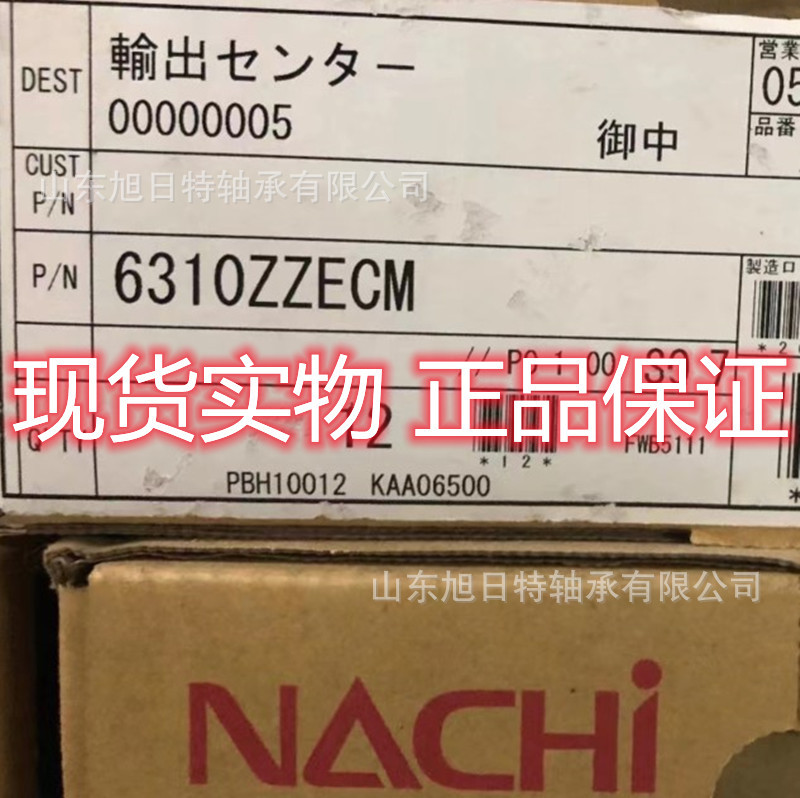 DEST 輸出センター 営業
00000005 御中 05
品番
CUST P/N
山东旭日特轴承有限公司
P/N 6310ZZECM 製造ロ
现货实物 正品保证
12 *12* FWB5111
PBH10012 KAA06500
山东旭日特轴承有限公司
NACHi